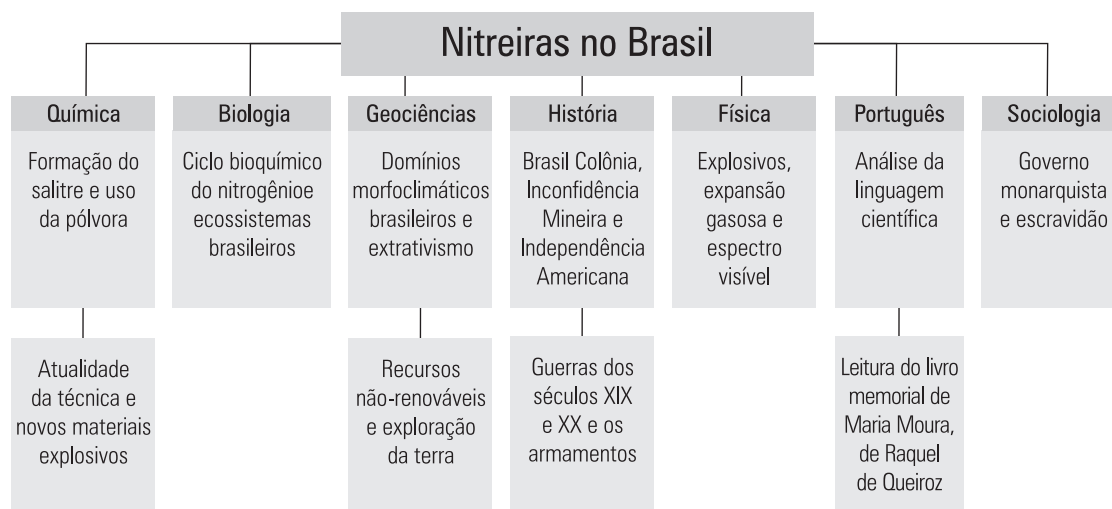 Nitreiras no Brasil
Química
Formação do
salitre e uso
da pólvora
Atualidade
da técnica e
novos materiais
explosivos
Biologia
Ciclo bioquímico
do nitrogênioe
ecossistemas
brasileiros
Geociências
Domínios
morfoclimáticos
brasileiros e
extrativismo
Recursos
não-renováveis
e exploração
da terra
História
Brasil Colônia,
Inconfidência
Mineira e
Independência
Americana
Guerras dos
séculos XIX
e XX e os
armamentos
Física
Explosivos,
expansão
gasosa e
espectro
visível
Português
Análise da
linguagem
científica
Leitura do livro
memorial de
Maria Moura,
de Raquel
de Queiroz
Sociologia
Governo
monarquista
e escravidão